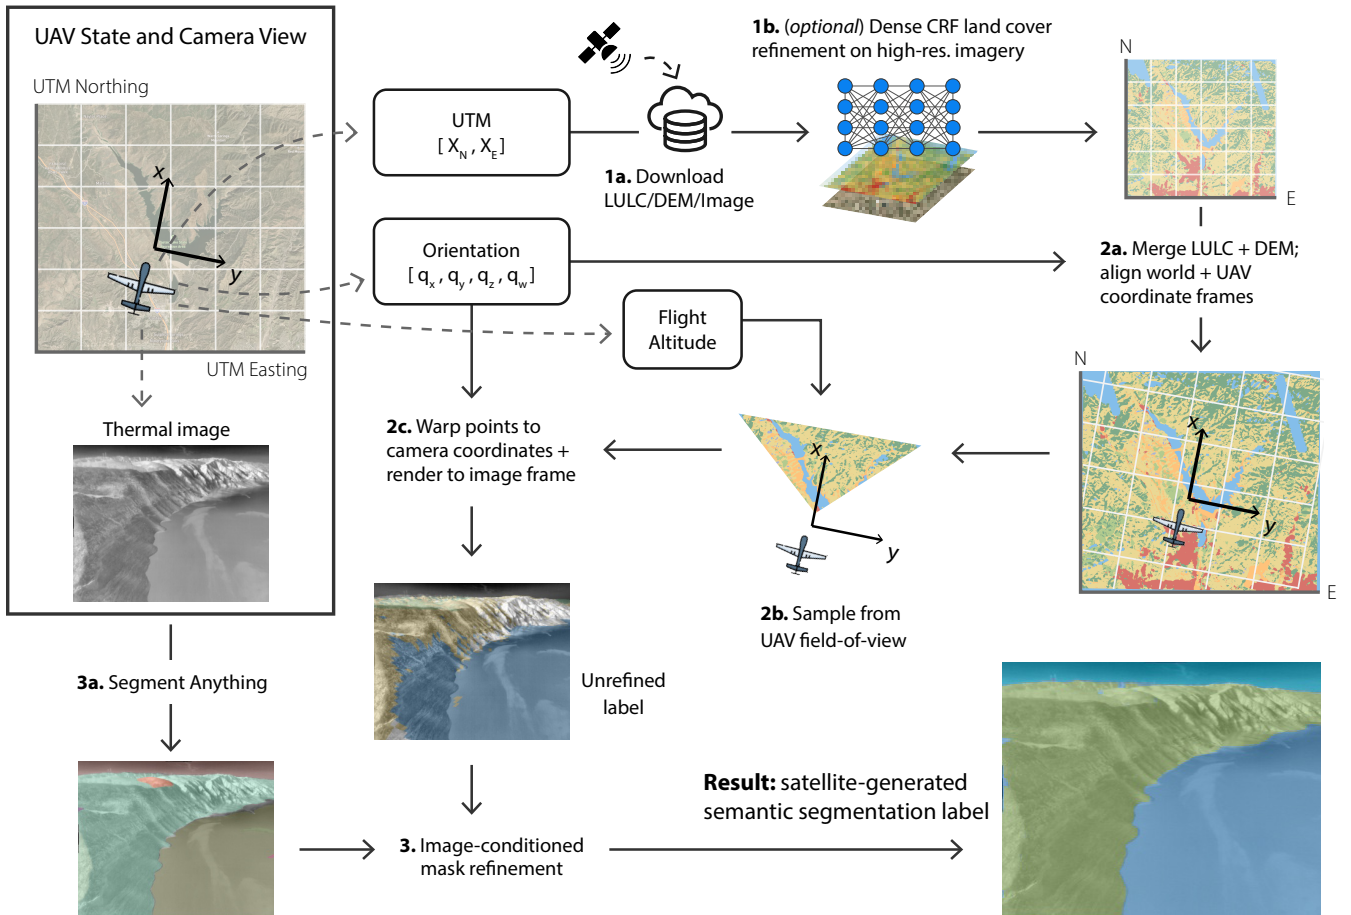 UAV State and Camera View
UTM Northing
x
y
UTM Easting
Thermal image
UTM
[ X_N , X_E ]
1a. Download
LULC/DEM/Image
1b. (optional) Dense CRF land cover
refinement on high-res. imagery
N
E
Orientation
[ q_x , q_y , q_z , q_w ]
2a. Merge LULC + DEM;
align world + UAV
coordinate frames
Flight
Altitude
N
x
y
E
2b. Sample from
UAV field-of-view
x
y
2c. Warp points to
camera coordinates +
render to image frame
Unrefined
label
3a. Segment Anything
3. Image-conditioned
mask refinement
Result: satellite-generated
semantic segmentation label